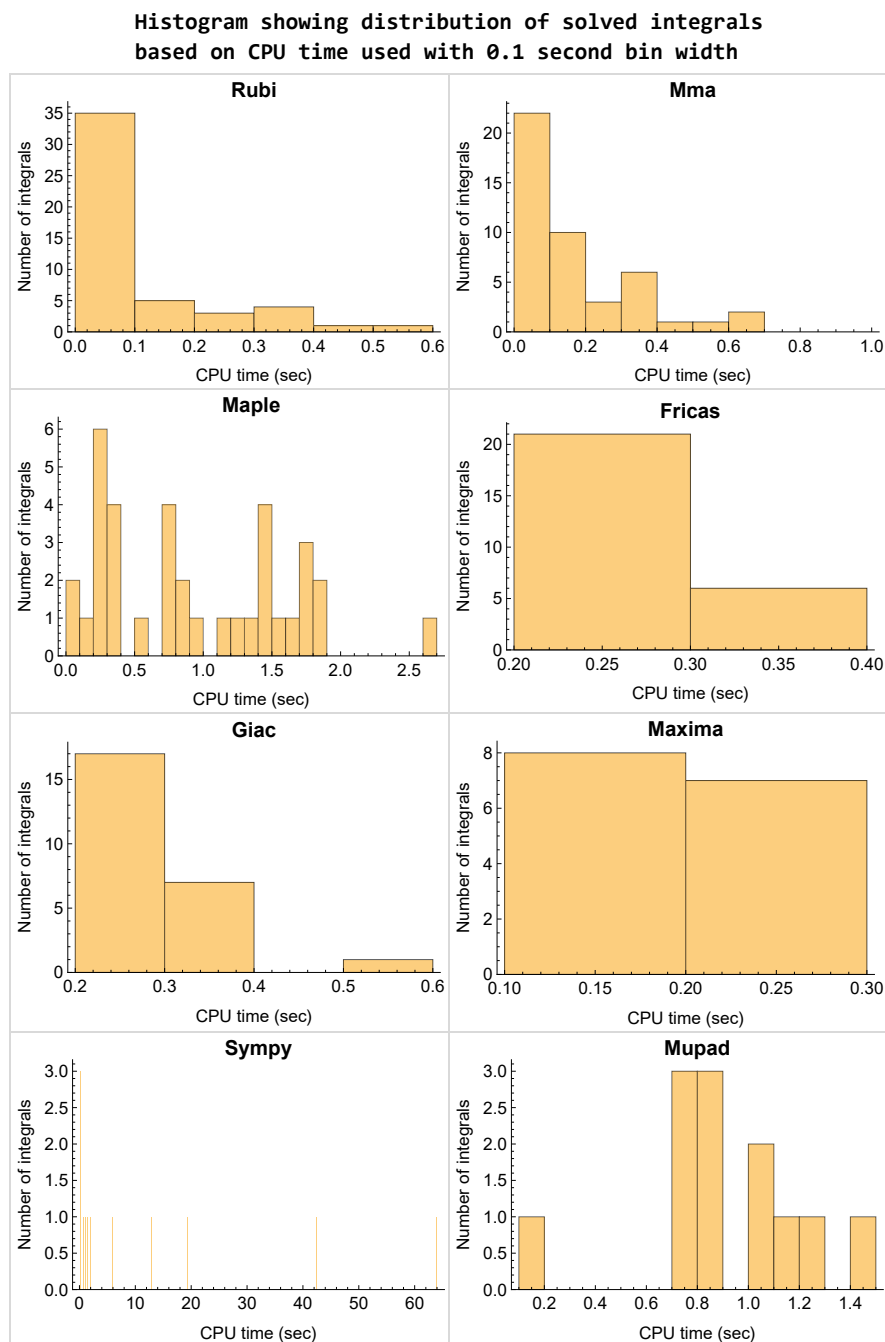 Histogram showing distribution of solved integrals
based on CPU time used with 0.1 second bin width
Rubi
Number of integrals
35
30
25
20
15
10
5
0
0.0 0.1 0.2 0.3 0.4 0.5 0.6
CPU time (sec)
Mma
Number of integrals
20
15
10
5
0
0.0 0.2 0.4 0.6 0.8 1.0
CPU time (sec)
Maple
Number of integrals
6
5
4
3
2
1
0
0.0 0.5 1.0 1.5 2.0 2.5
CPU time (sec)
Fricas
Number of integrals
20
15
10
5
0
0.20 0.25 0.30 0.35 0.40
CPU time (sec)
Giac
Number of integrals
15
10
5
0
0.2 0.3 0.4 0.5 0.6
CPU time (sec)
Maxima
Number of integrals
8
6
4
2
0
0.10 0.15 0.20 0.25 0.30
CPU time (sec)
Sympy
Number of integrals
3.0
2.5
2.0
1.5
1.0
0.5
0.0
0 10 20 30 40 50 60
CPU time (sec)
Mupad
Number of integrals
3.0
2.5
2.0
1.5
1.0
0.5
0.0
0.2 0.4 0.6 0.8 1.0 1.2 1.4
CPU time (sec)